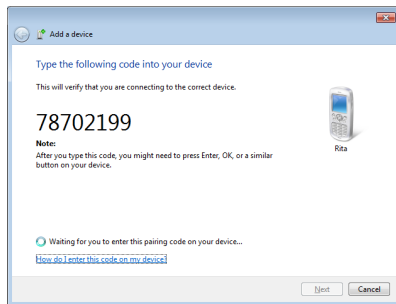 Add a device
Type the following code into your device
This will verify that you are connecting to the correct device.
78702199
Note:
After you type this code, you might need to press Enter, OK, or a similar
button on your device.
Rita
Waiting for you to enter this pairing code on your device...
How do I enter this code on my device?
Next
Cancel